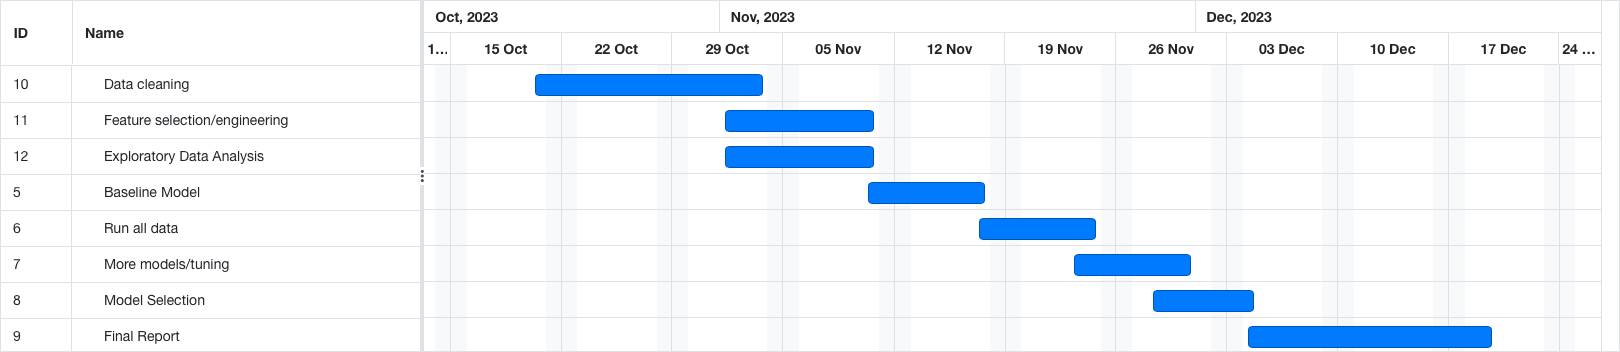 ID Name Oct, 2023 Nov, 2023 Dec, 2023
1... 15 Oct 22 Oct 29 Oct 05 Nov 12 Nov 19 Nov 26 Nov 03 Dec 10 Dec 17 Dec 24 ...
10 Data cleaning
11 Feature selection/engineering
12 Exploratory Data Analysis
5 Baseline Model
6 Run all data
7 More models/tuning
8 Model Selection
9 Final Report